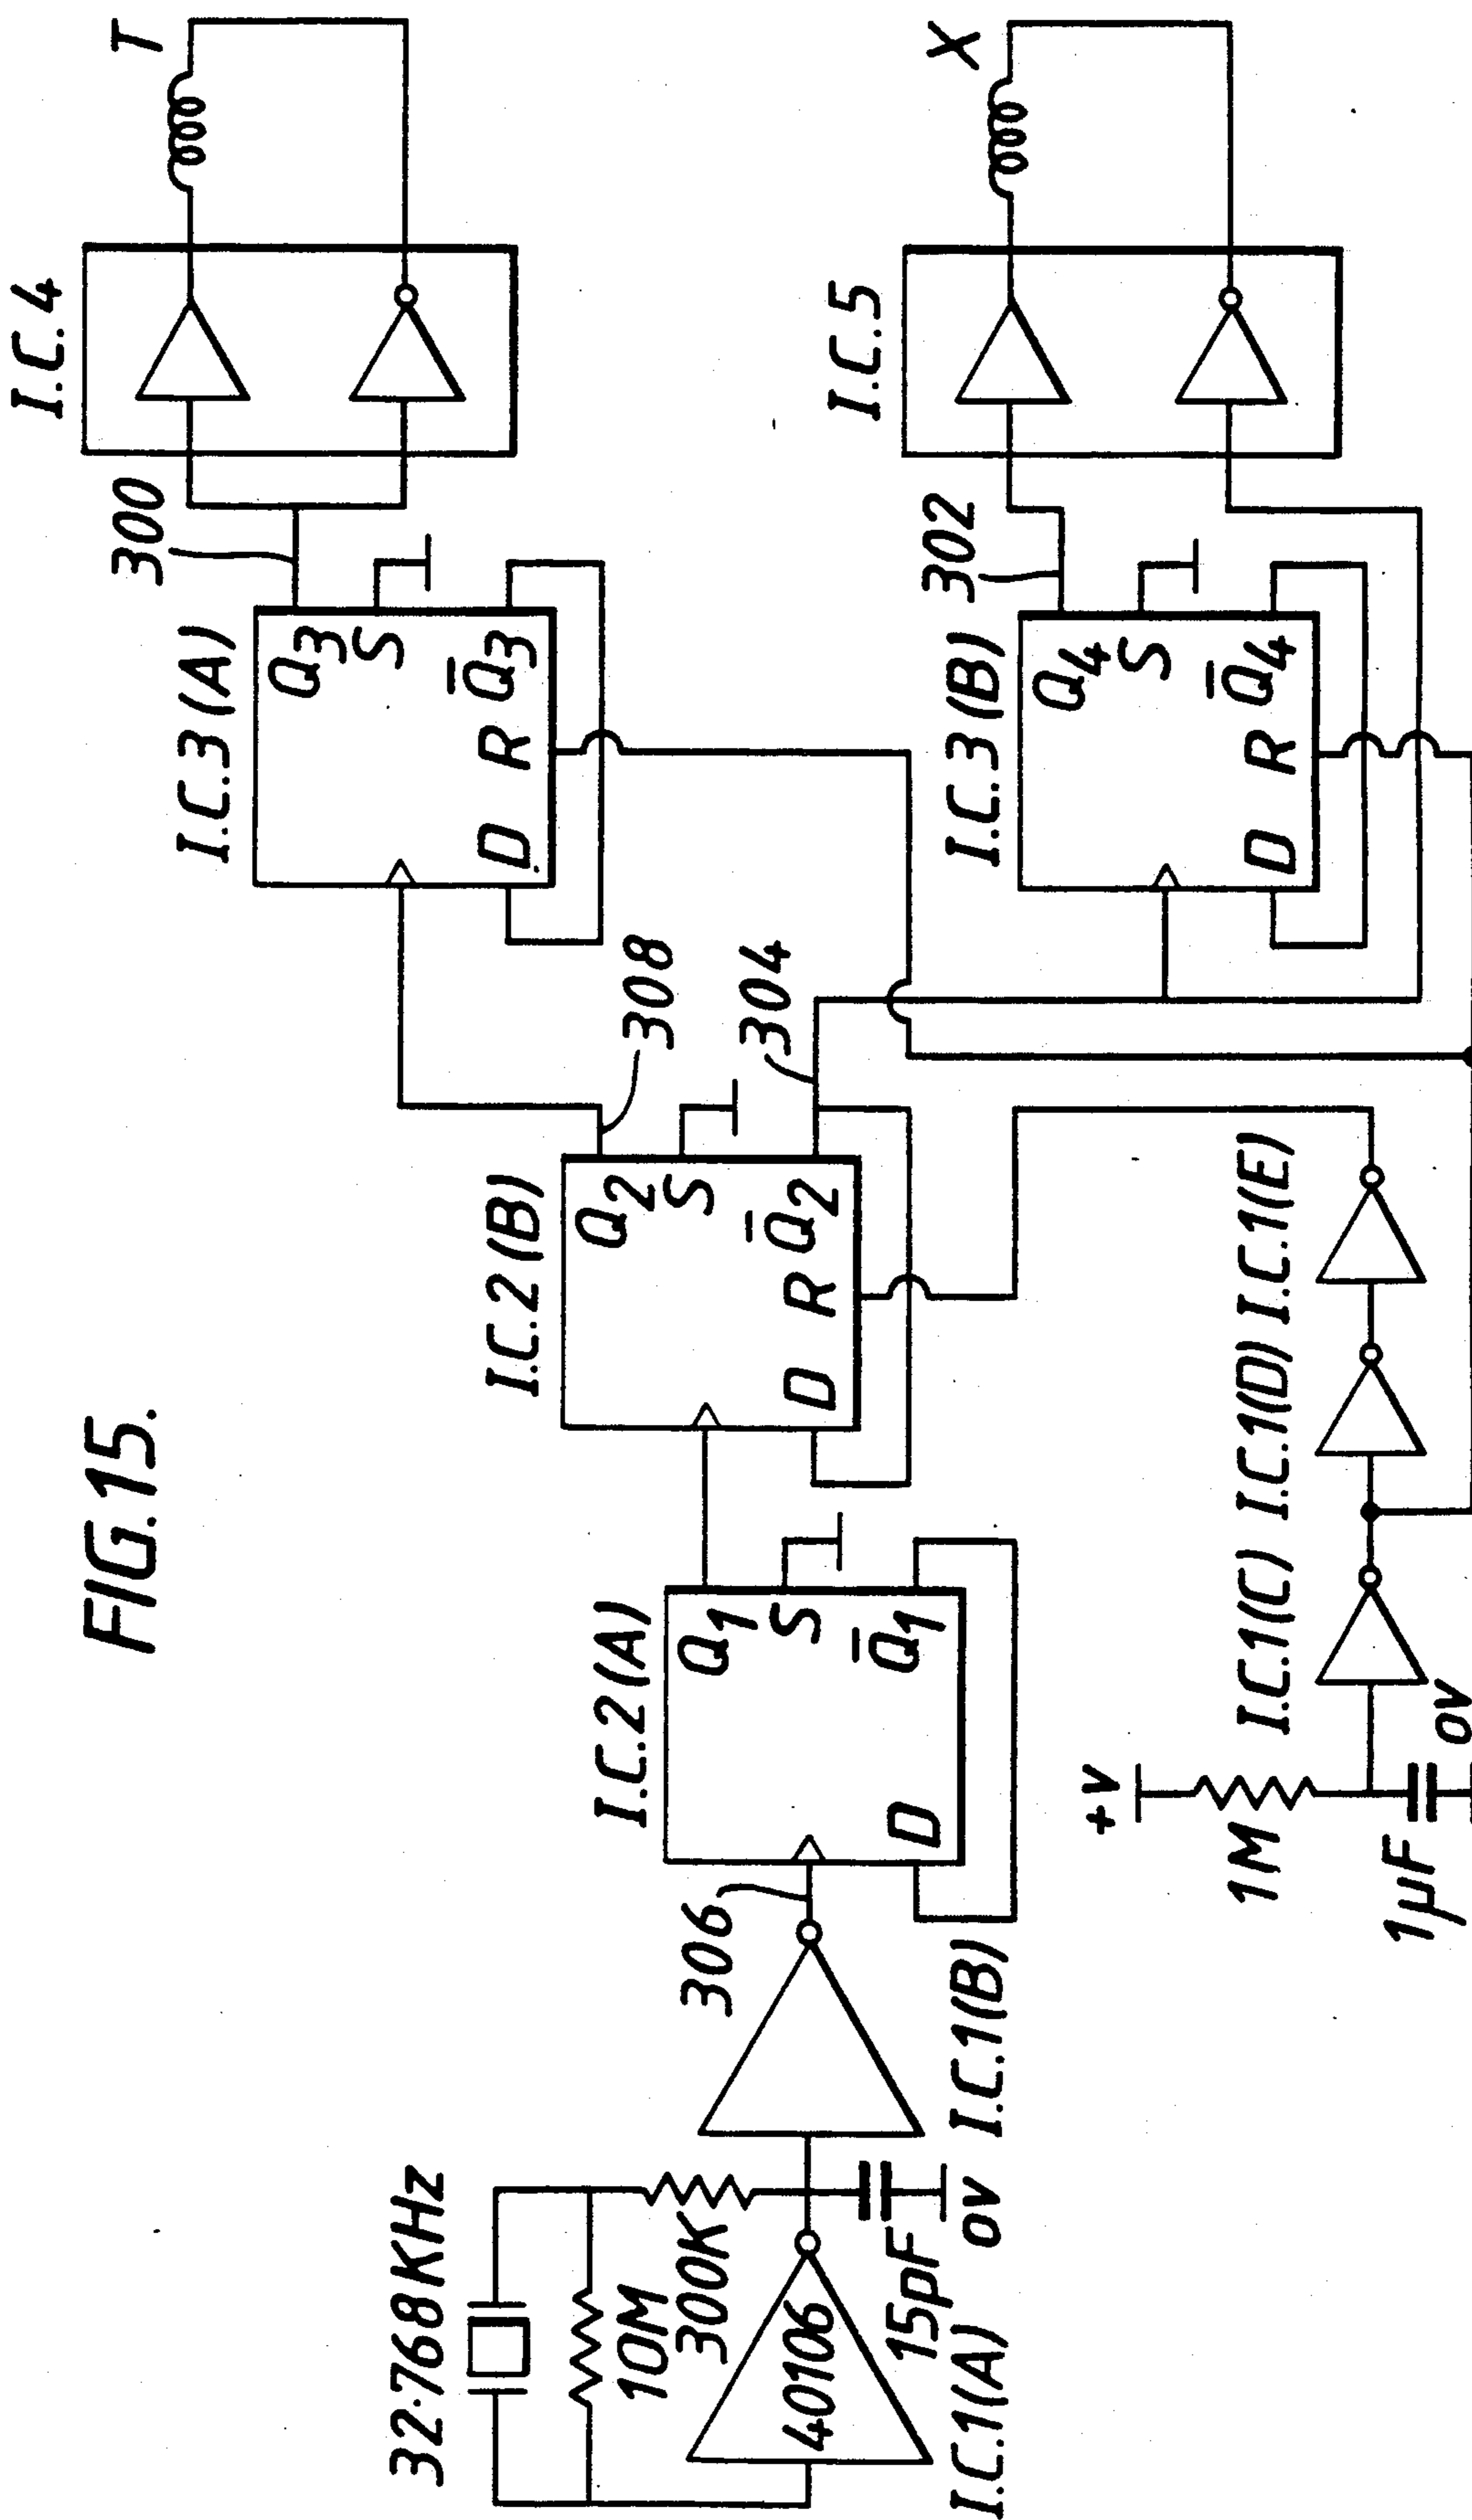 FIG.15.
32·768KHz
10M
300K
40106
15pF
0V
I.C.1(A)
306
I.C.1(B)
I.C.2(A)
Q1
S
Q̅1
D
I.C.2(B)
Q2
S
Q̅2
D
R
308
304
I.C.3(A)
Q3
S
Q̅3
D
R
300
I.C.4
T
I.C.3(B)
Q4
S
Q̅4
D
R
302
I.C.5
X
+V
1M
1µF
0V
I.C.1(C)
I.C.1(D)
I.C.1(E)